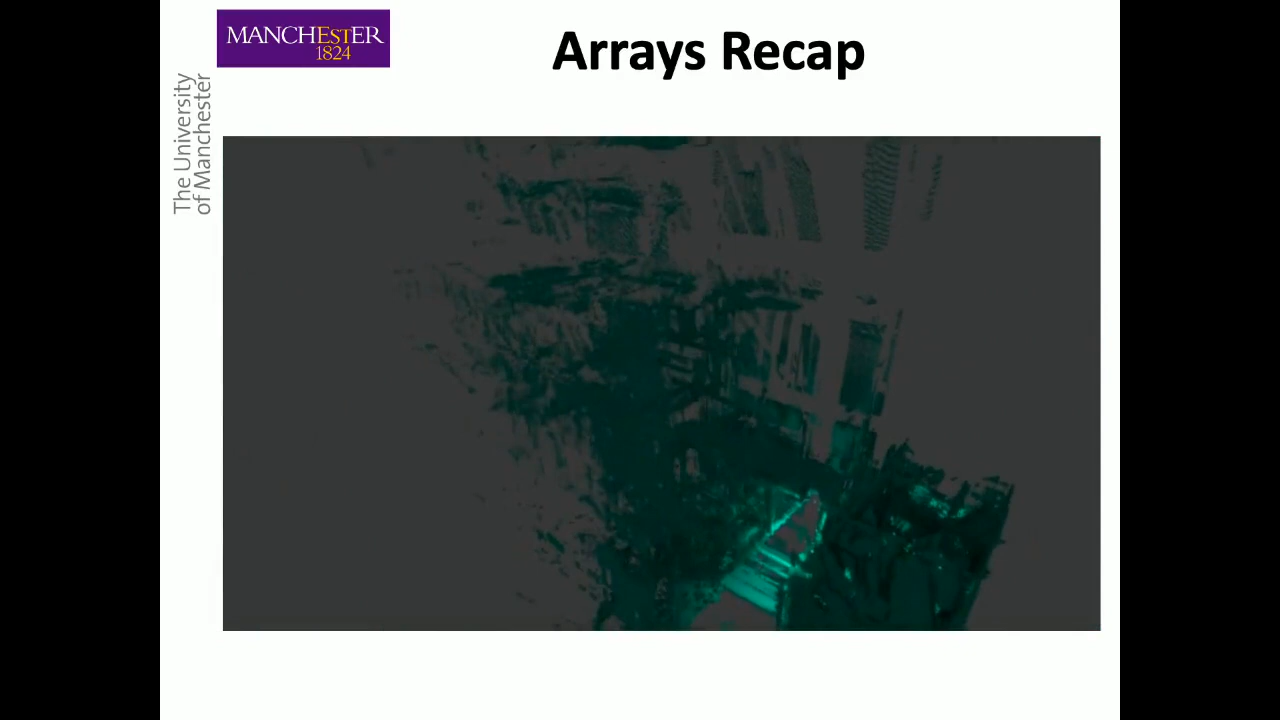 MANCHESTER
1824
The University
of Manchester
Arrays Recap